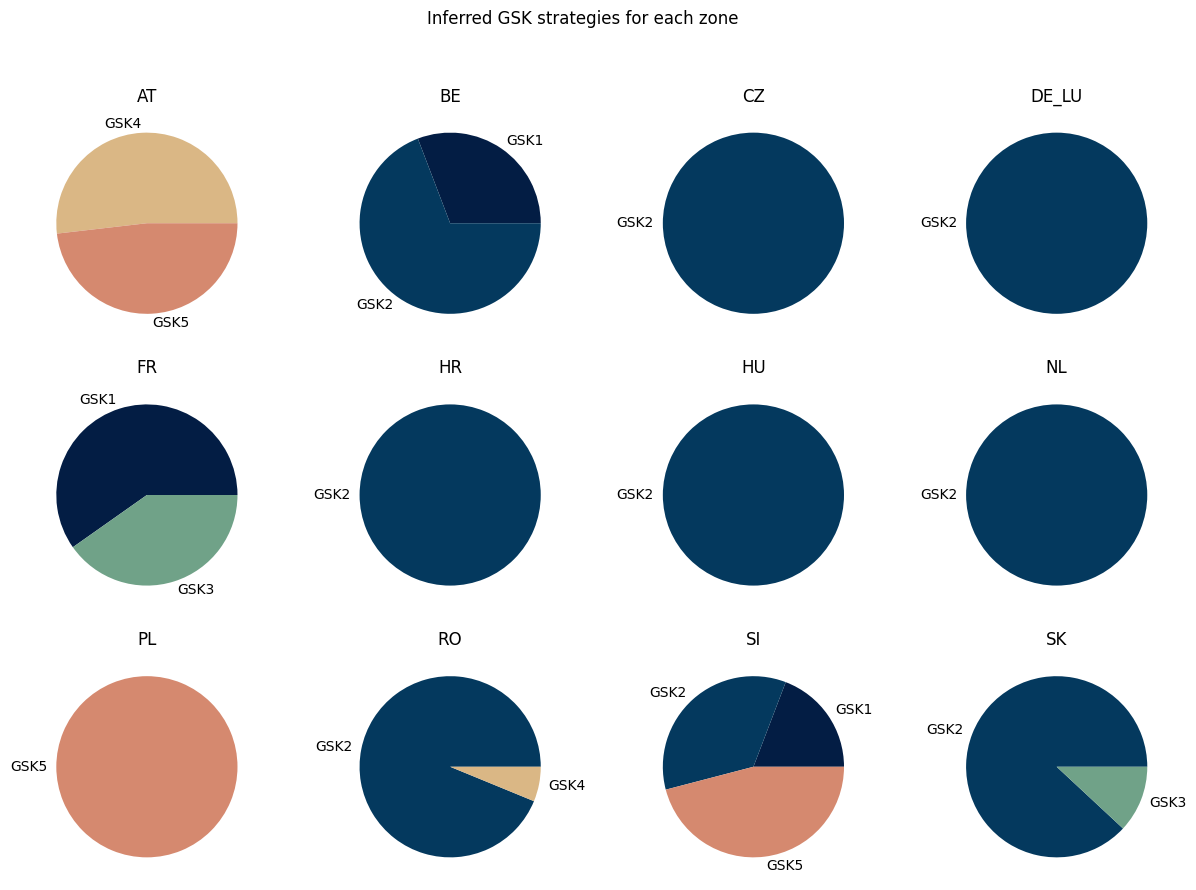 Inferred GSK strategies for each zone
AT
BE
CZ
DE_LU
GSK4
GSK5
GSK1
GSK2
GSK2
GSK2
FR
HR
HU
NL
GSK1
GSK3
GSK2
GSK2
GSK2
PL
RO
SI
SK
GSK5
GSK2
GSK4
GSK2
GSK1
GSK5
GSK2
GSK3